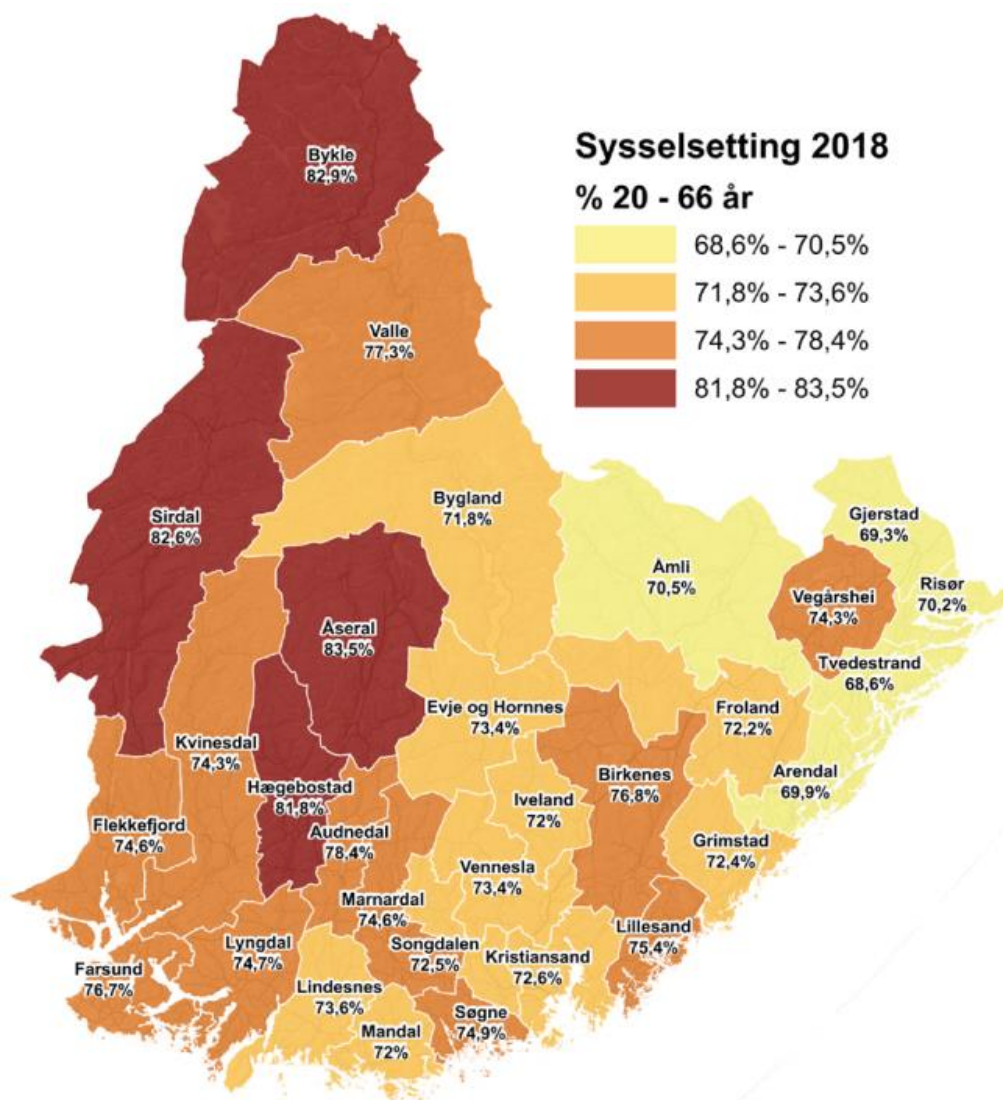 Sysselsetting 2018
% 20 - 66 år
68,6% - 70,5%
71,8% - 73,6%
74,3% - 78,4%
81,8% - 83,5%
Bykle
82,9%
Valle
77,3%
Sirdal
82,6%
Bygland
71,8%
Åmli
70,5%
Gjerstad
69,3%
Vegårshei
74,3%
Risør
70,2%
Tvedestrand
68,6%
Åseral
83,5%
Evje og Hornnes
73,4%
Froland
72,2%
Kvinesdal
74,3%
Hægebostad
81,8%
Birkenes
76,8%
Arendal
69,9%
Iveland
72%
Flekkefjord
74,6%
Audnedal
78,4%
Grimstad
72,4%
Vennesla
73,4%
Marnardal
74,6%
Lillesand
75,4%
Lyngdal
74,7%
Songdalen
72,5%
Kristiansand
72,6%
Farsund
76,7%
Lindesnes
73,6%
Søgne
74,9%
Mandal
72%